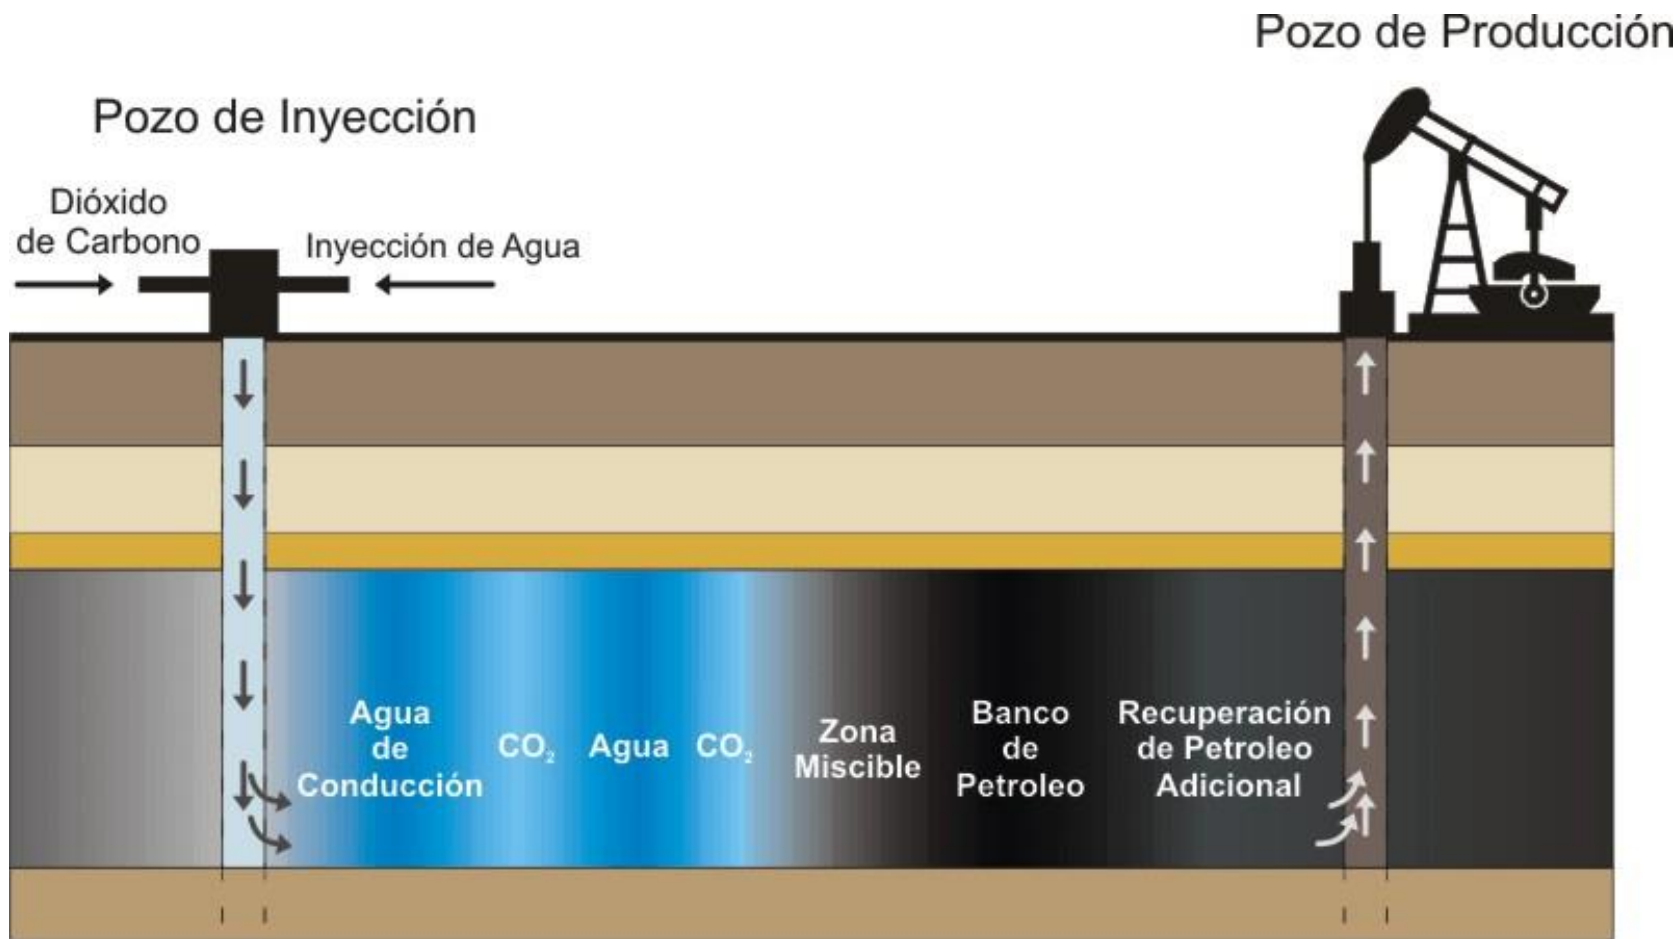 Pozo de Producción
Pozo de Inyección
Dióxido
de Carbono
Inyección de Agua
Agua
de
Conducción
CO₂
Agua
CO₂
Zona
Miscible
Banco
de
Petroleo
Recuperación
de Petroleo
Adicional